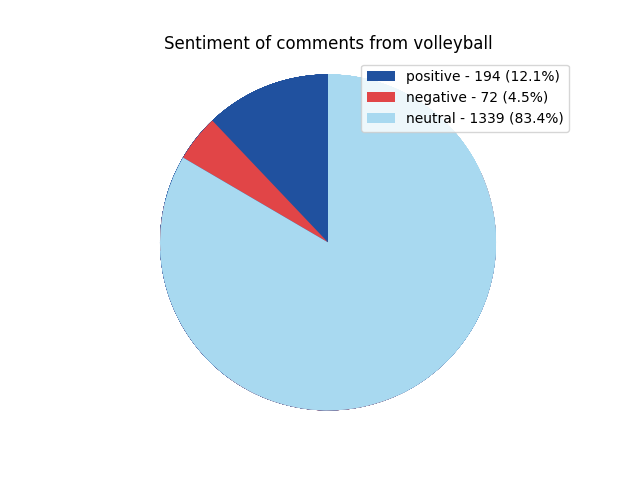 Sentiment of comments from volleyball
positive - 194 (12.1%)
negative - 72 (4.5%)
neutral - 1339 (83.4%)